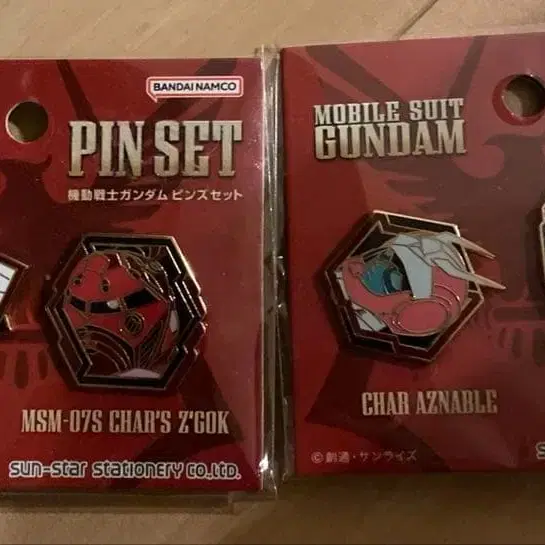 BANDAI NAMCO
PIN SET
機動戦士ガンダム ピンズセット
MSM-07S CHAR'S Z'GOK
SUN-STAR STATIONERY CO.,LTD.
MOBILE SUIT
GUNDAM
CHAR AZNABLE
©創通・サンライズ